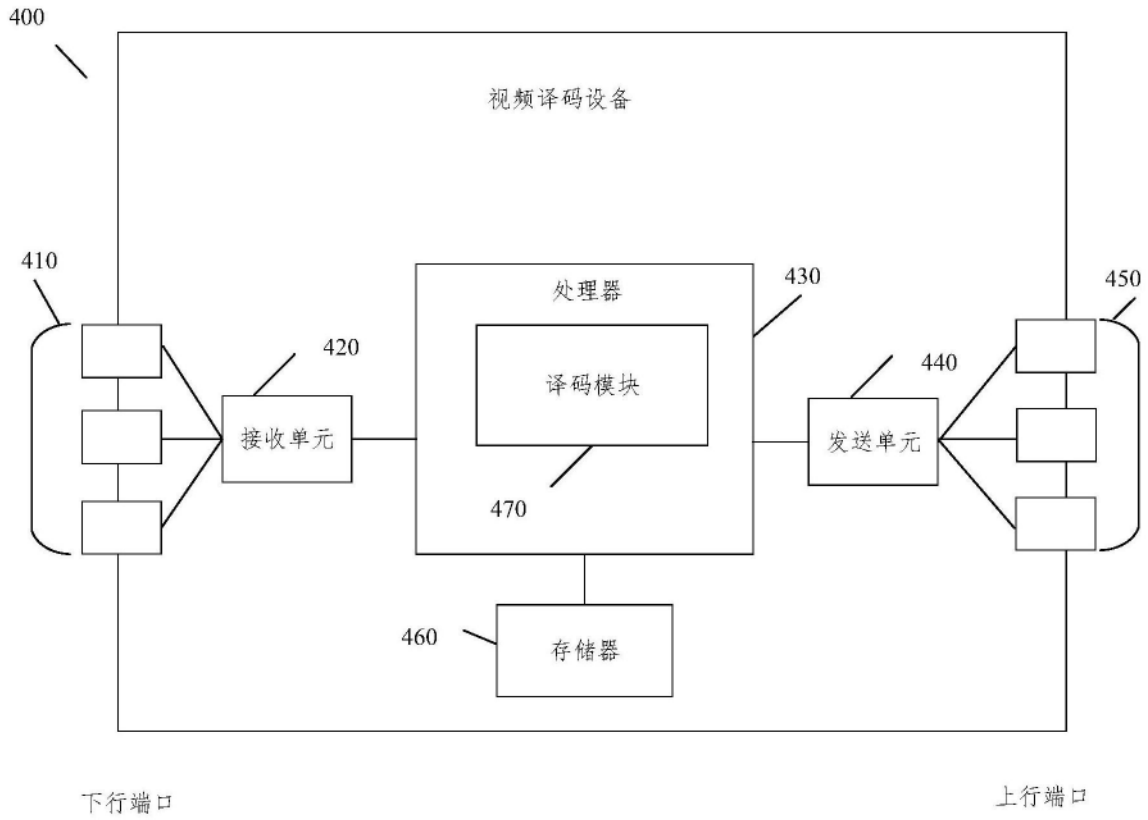 400
视频译码设备
410
处理器
430
450
420
译码模块
440
接收单元
发送单元
470
460
存储器
下行端口
上行端口